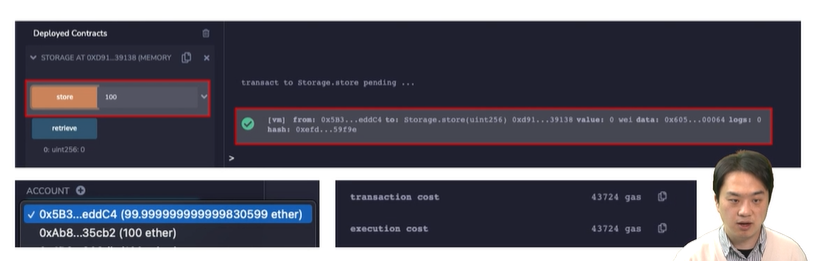 Deployed Contracts
STORAGE AT 0XD91...39138 (MEMORY
store 100
retrieve
0: uint256: 0
transact to Storage.store pending ...
[vm] from: 0x5B3...eddC4 to: Storage.store(uint256) 0xd91...39138 value: 0 wei data: 0x605...00064 logs: 0
hash: 0xefd...59f9e
>
ACCOUNT
0x5B3...eddC4 (99.999999999999830599 ether)
0xAb8...35cb2 (100 ether)
transaction cost 43724 gas
execution cost 43724 gas